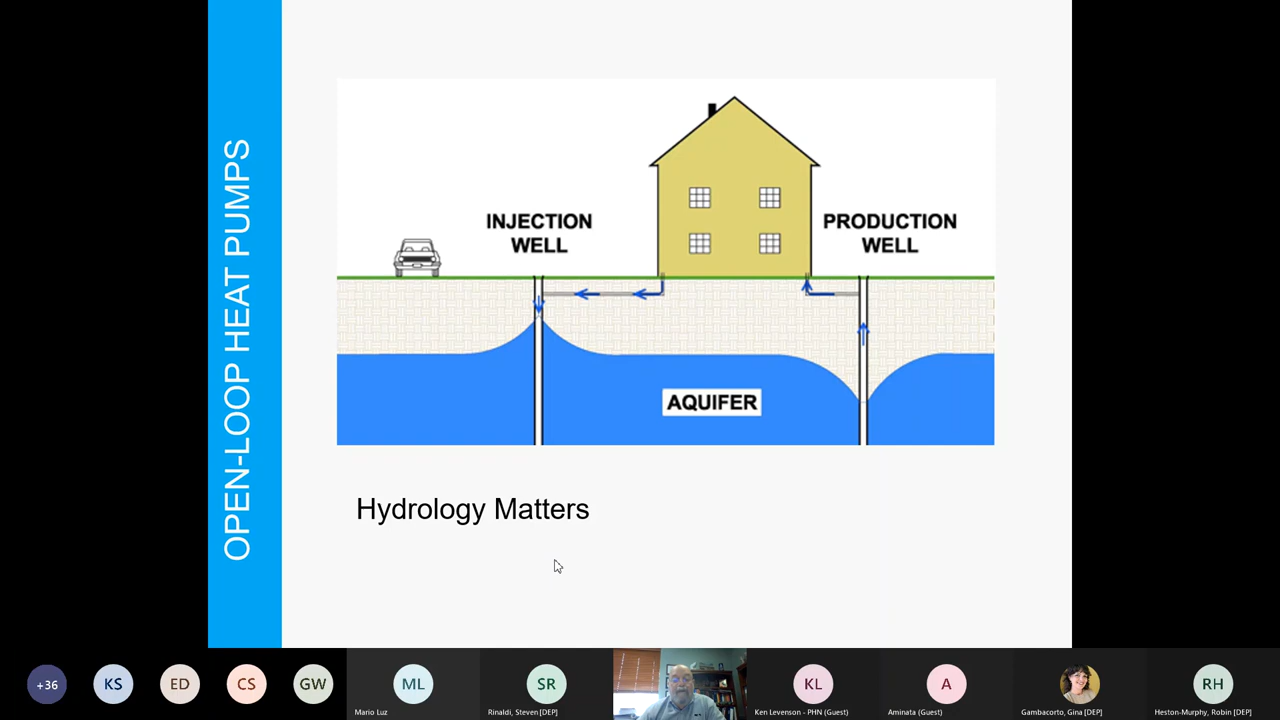 OPEN-LOOP HEAT PUMPS
INJECTION
WELL
PRODUCTION
WELL
AQUIFER
Hydrology Matters
+36
KS
ED
CS
GW
ML
Mario Luz
SR
Rinaldi, Steven [DEP]
KL
Ken Levenson - PHN (Guest)
A
Aminata (Guest)
Gambacorto, Gina [DEP]
RH
Heston-Murphy, Robin [DEP]